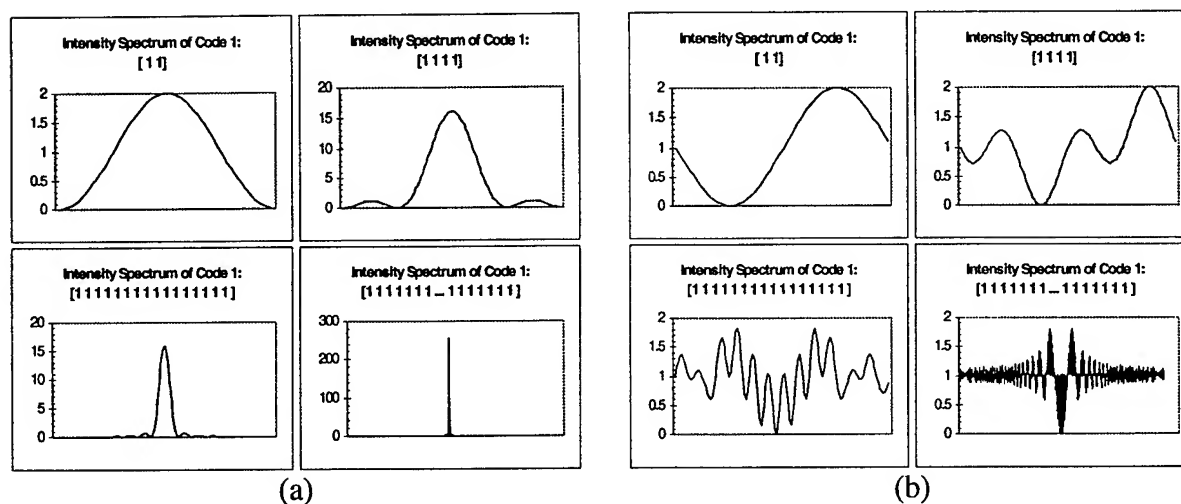 Intensity Spectrum of Code 1:
[1 1]
2
1.5
1
0.5
0
Intensity Spectrum of Code 1:
[1 1 1 1]
20
15
10
5
0
Intensity Spectrum of Code 1:
[1 1 1 1 1 1 1 1 1 1 1 1 1 1 1 1]
20
15
10
5
0
Intensity Spectrum of Code 1:
[1 1 1 1 1 1 1 ... 1 1 1 1 1 1 1]
300
200
100
0
(a)
Intensity Spectrum of Code 1:
[1 1]
2
1.5
1
0.5
0
Intensity Spectrum of Code 1:
[1 1 1 1]
2
1.5
1
0.5
0
Intensity Spectrum of Code 1:
[1 1 1 1 1 1 1 1 1 1 1 1 1 1 1 1]
2
1.5
1
0.5
0
Intensity Spectrum of Code 1:
[1 1 1 1 1 1 1 ... 1 1 1 1 1 1 1]
2
1.5
1
0.5
0
(b)